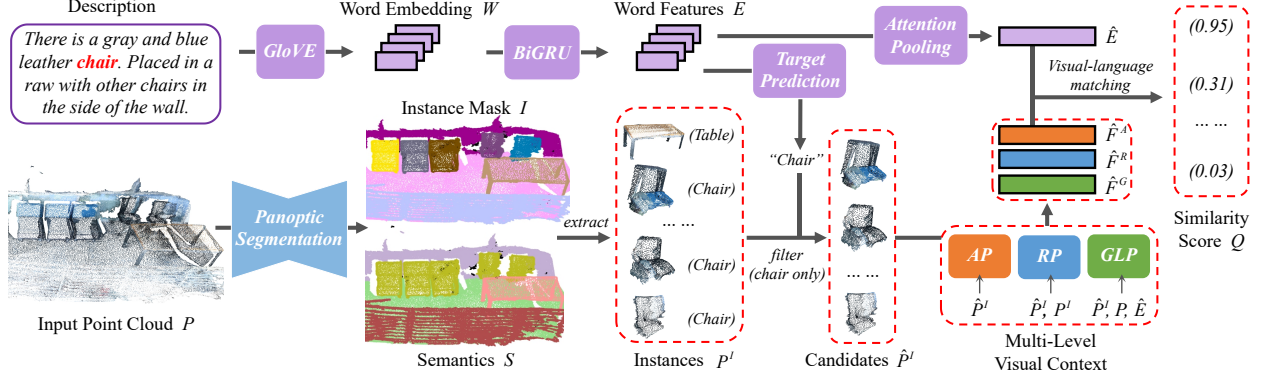 Description
There is a gray and blue
leather chair. Placed in a
raw with other chairs in
the side of the wall.
GloVE
Word Embedding W
BiGRU
Word Features E
Attention
Pooling
Target
Prediction
Ê
Visual-language
matching
(0.95)
(0.31)
... ...
(0.03)
Similarity
Score Q
Input Point Cloud P
Panoptic
Segmentation
Instance Mask I
Semantics S
extract
(Table)
(Chair)
... ...
(Chair)
(Chair)
Instances Pᴵ
“Chair”
filter
(chair only)
... ...
Candidates P̂ᴵ
F̂ᴬ
F̂ᴿ
F̂ᴳ
AP
RP
GLP
P̂ᴵ
P̂ᴵ, Pᴵ
P̂ᴵ, P, Ê
Multi-Level
Visual Context